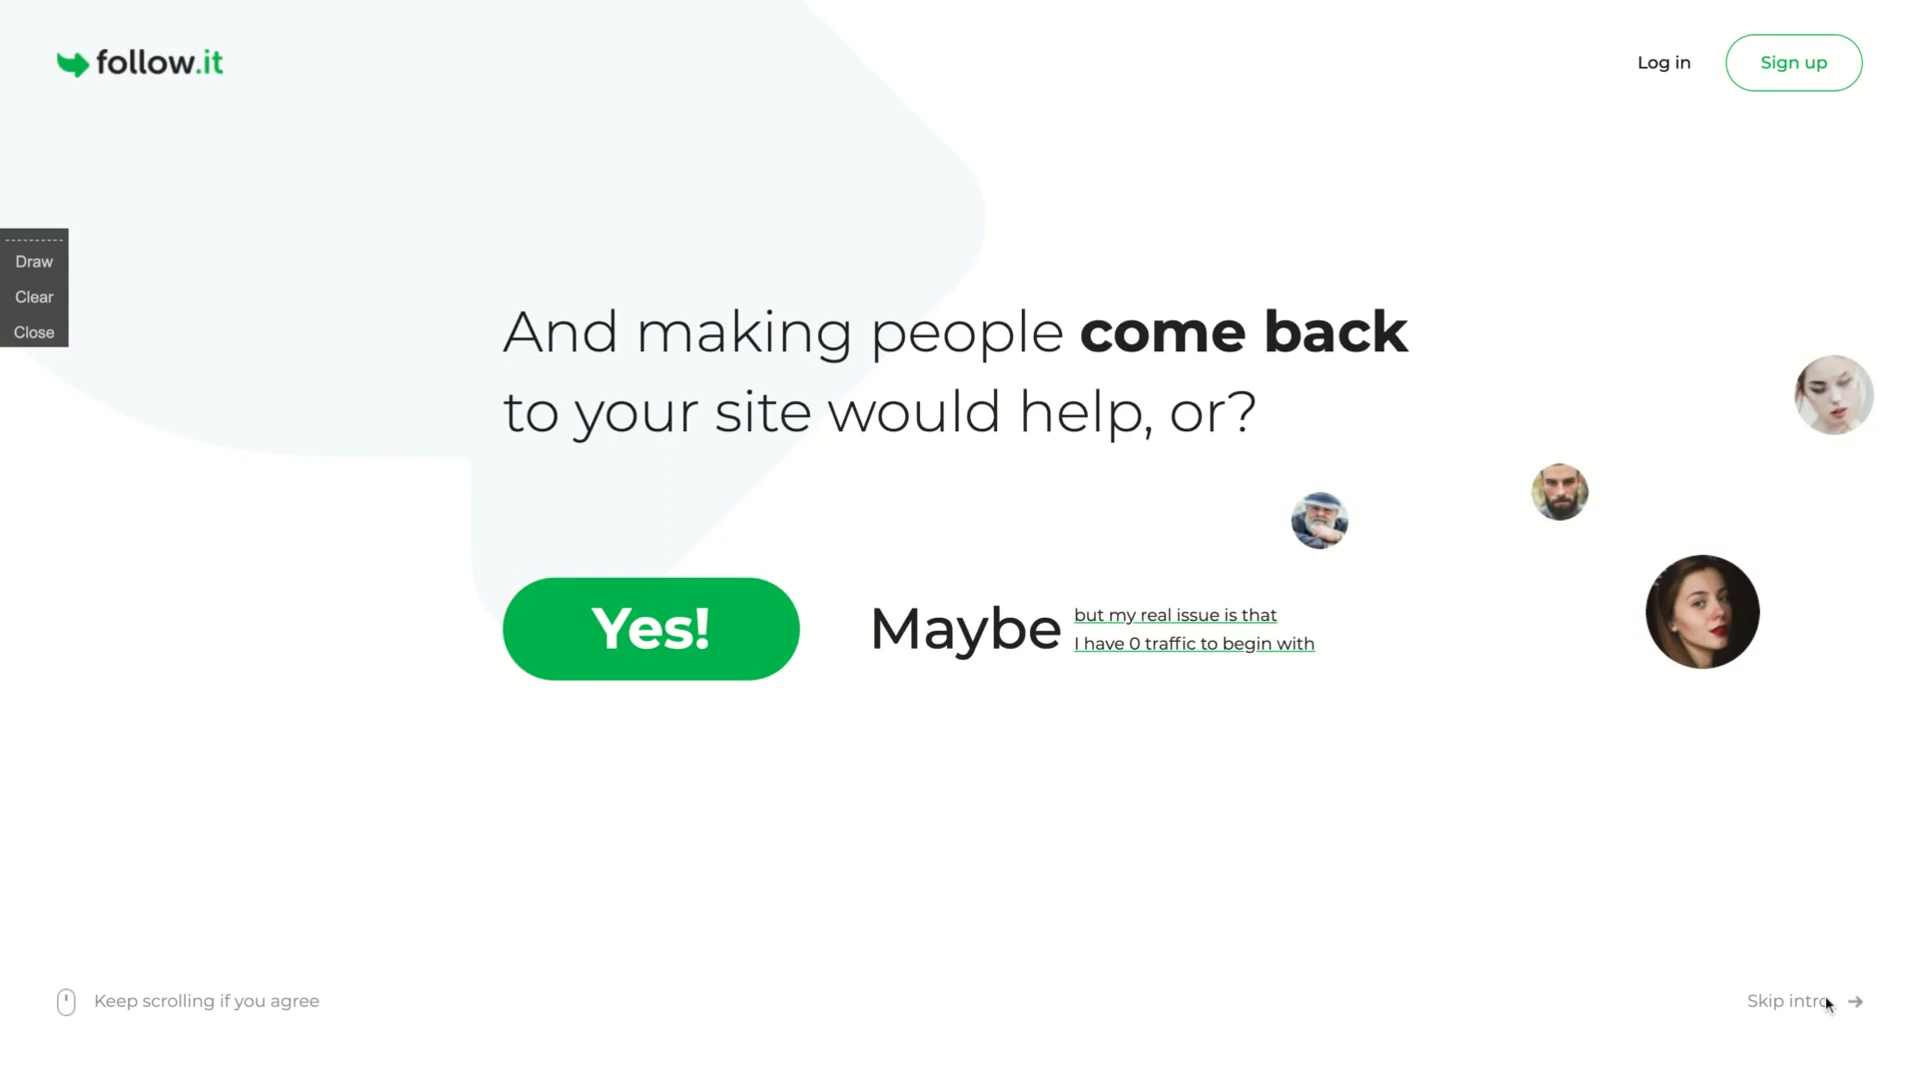 follow.it
Log in
Sign up
Draw
Clear
Close
And making people come back
to your site would help, or?
Yes!
Maybe
but my real issue is that
I have 0 traffic to begin with
Keep scrolling if you agree
Skip intro